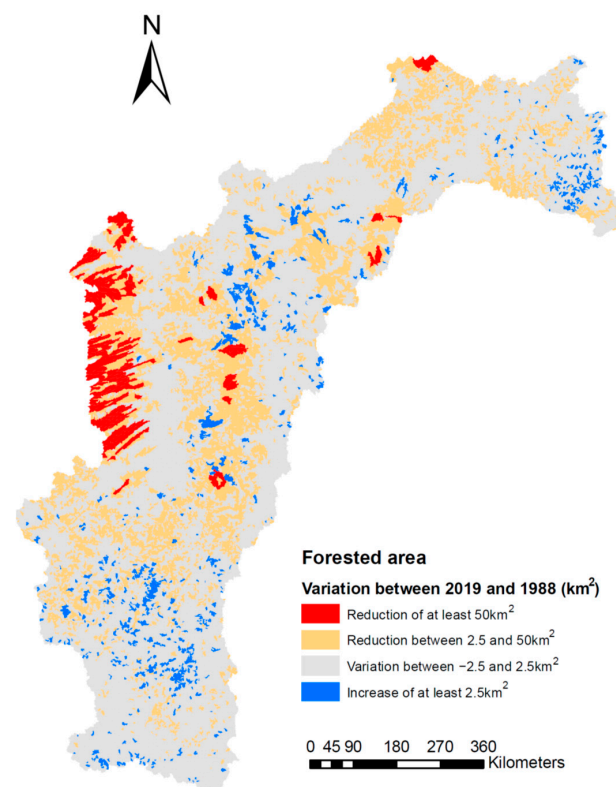 N
Forested area
Variation between 2019 and 1988 (km²)
Reduction of at least 50km²
Reduction between 2.5 and 50km²
Variation between −2.5 and 2.5km²
Increase of at least 2.5km²
0 45 90 180 270 360
Kilometers